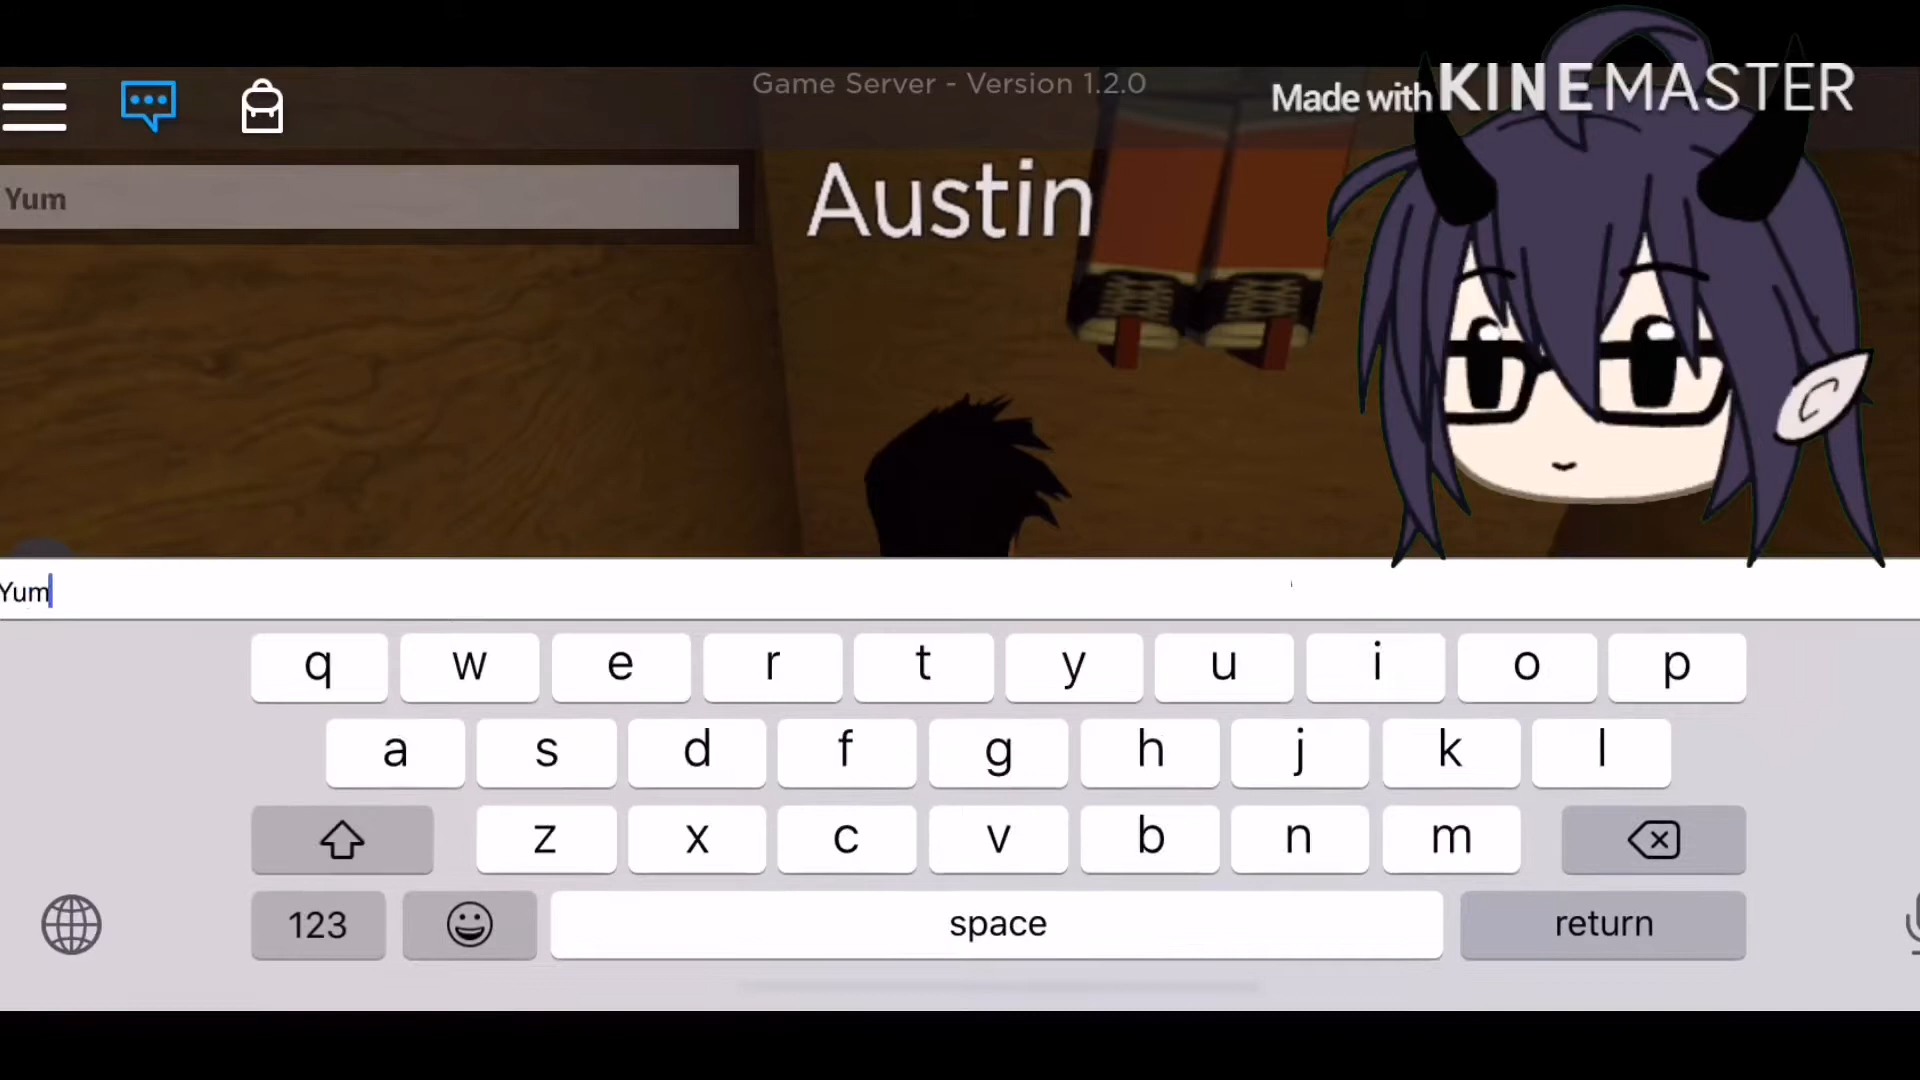 Game Server - Version 1.2.0
Made with KINEMASTER
Yum
Austin
Yum
q w e r t y u i o p
a s d f g h j k l
z x c v b n m
123 space return